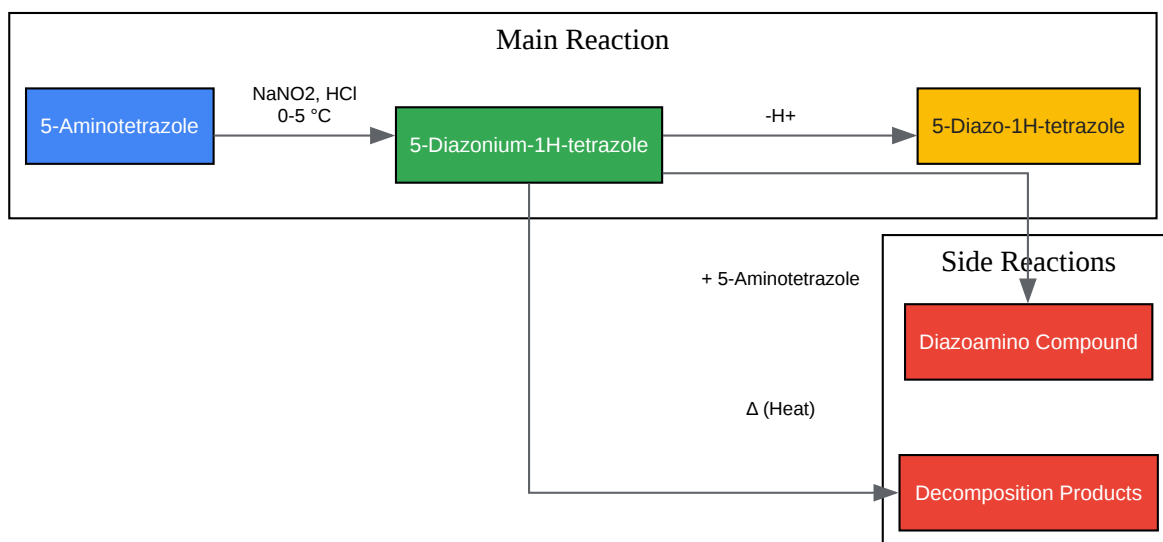 Main Reaction
5-Aminotetrazole
NaNO2, HCl
0-5 °C
5-Diazonium-1H-tetrazole
-H+
5-Diazo-1H-tetrazole
Side Reactions
+ 5-Aminotetrazole
Diazoamino Compound
Δ (Heat)
Decomposition Products